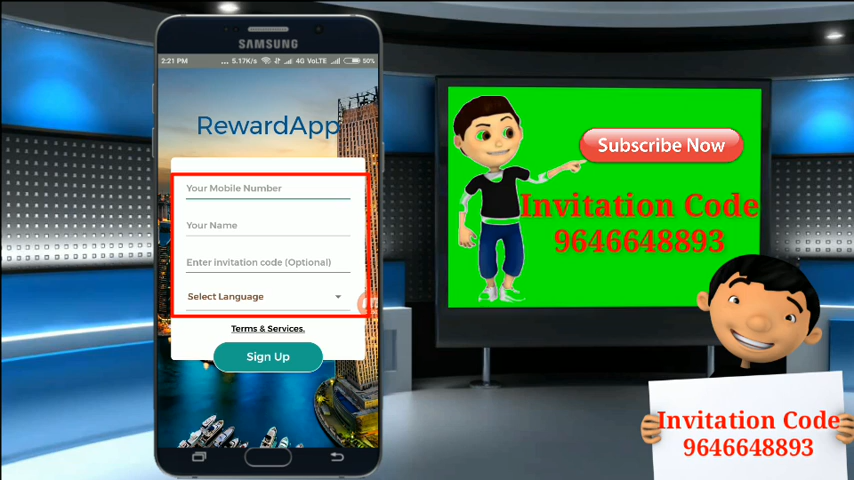 SAMSUNG
2:21 PM ... 5.17K/s 4G VoLTE 50%
RewardApp
Your Mobile Number
Your Name
Enter invitation code (Optional)
Select Language
Terms & Services.
Sign Up
Subscribe Now
Invitation Code
9646648893
Invitation Code
9646648893